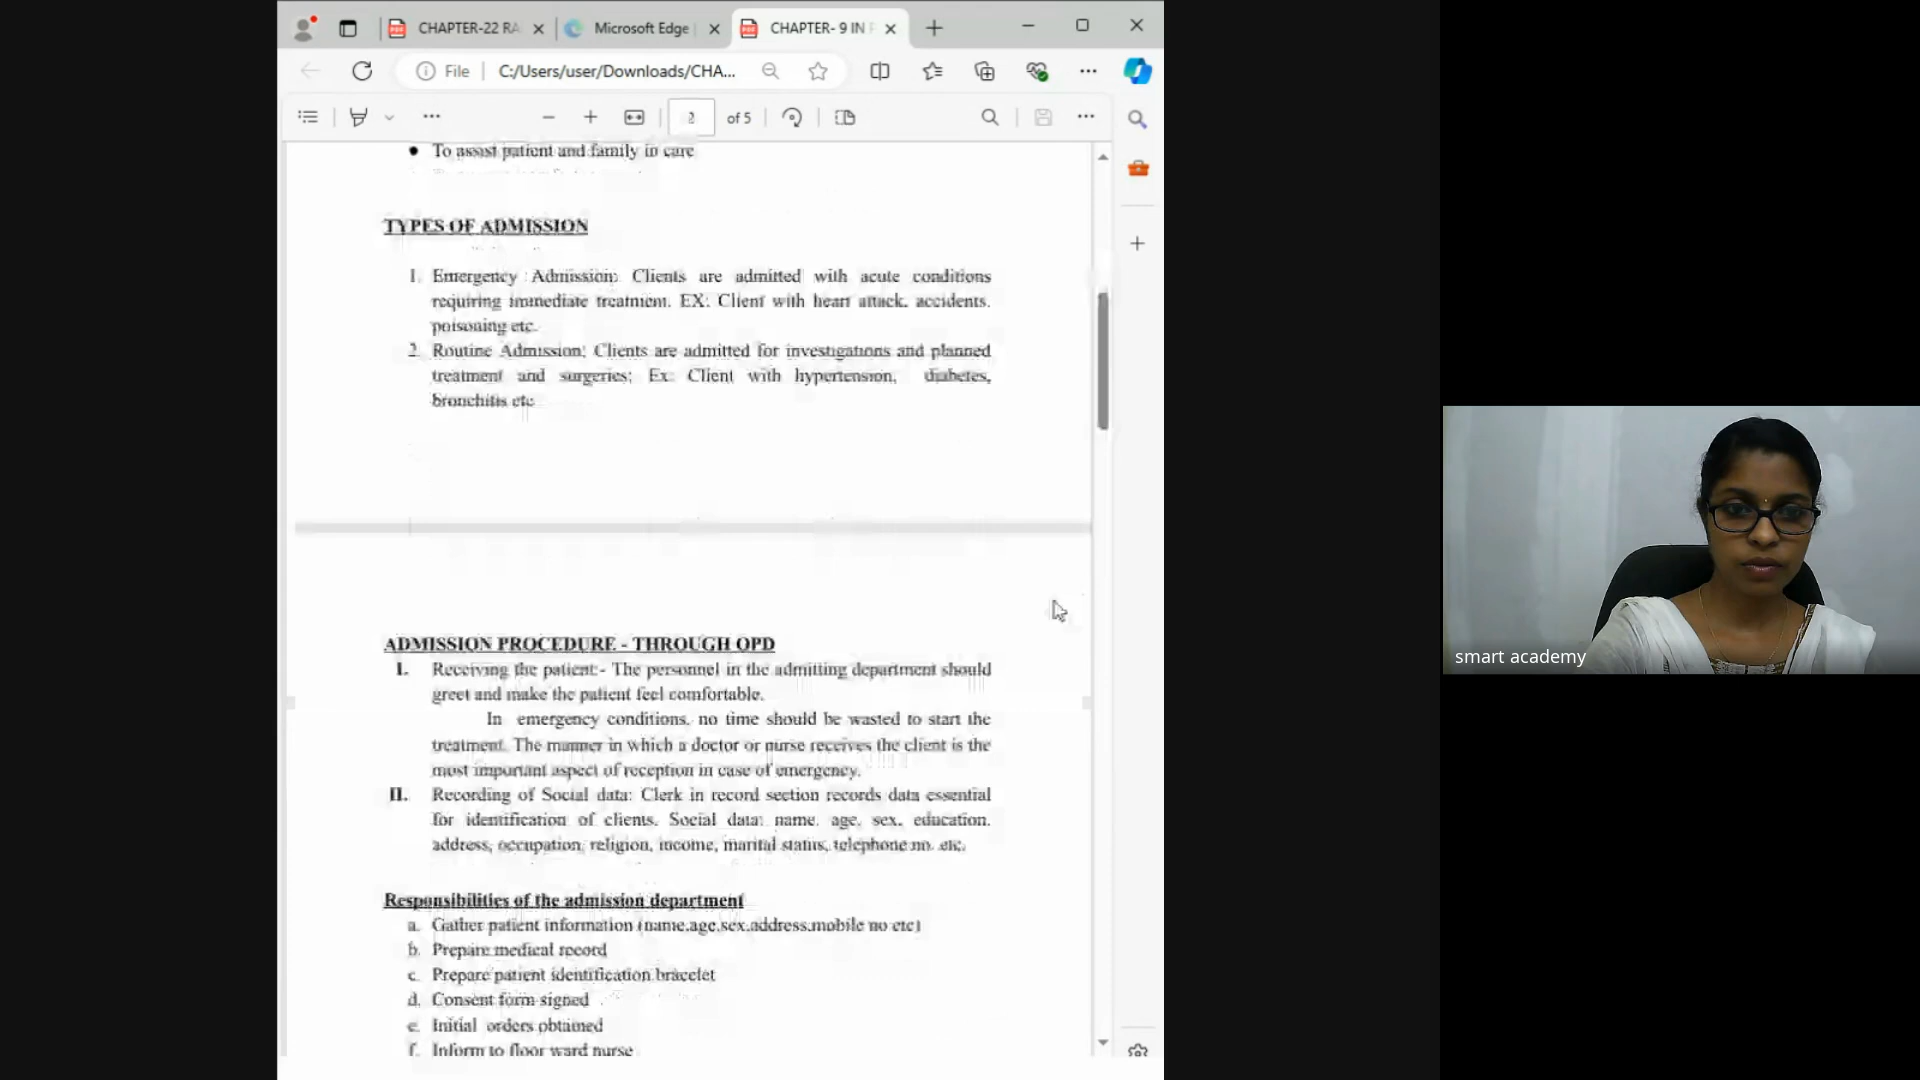 CHAPTER-22 RA
Microsoft Edge
CHAPTER- 9 IN P
File
C:/Users/user/Downloads/CHA...
2 of 5
To assist patient and family in care
TYPES OF ADMISSION
1. Emergency Admission: Clients are admitted with acute conditions
requiring immediate treatment. EX: Client with heart attack, accidents,
poisoning etc.
2. Routine Admission; Clients are admitted for investigations and planned
treatment and surgeries; Ex: Client with hypertension, diabetes,
bronchitis etc
ADMISSION PROCEDURE - THROUGH OPD
I. Receiving the patient:- The personnel in the admitting department should
greet and make the patient feel comfortable.
In emergency conditions, no time should be wasted to start the
treatment. The manner in which a doctor or nurse receives the client is the
most important aspect of reception in case of emergency.
II. Recording of Social data: Clerk in record section records data essential
for identification of clients. Social data: name, age, sex, education,
address, occupation, religion, income, marital status, telephone no. etc.
Responsibilities of the admission department
a. Gather patient information (name,age,sex,address,mobile no etc)
b. Prepare medical record
c. Prepare patient identification bracelet
d. Consent form signed
e. Initial orders obtained
f. Inform to floor ward nurse
smart academy